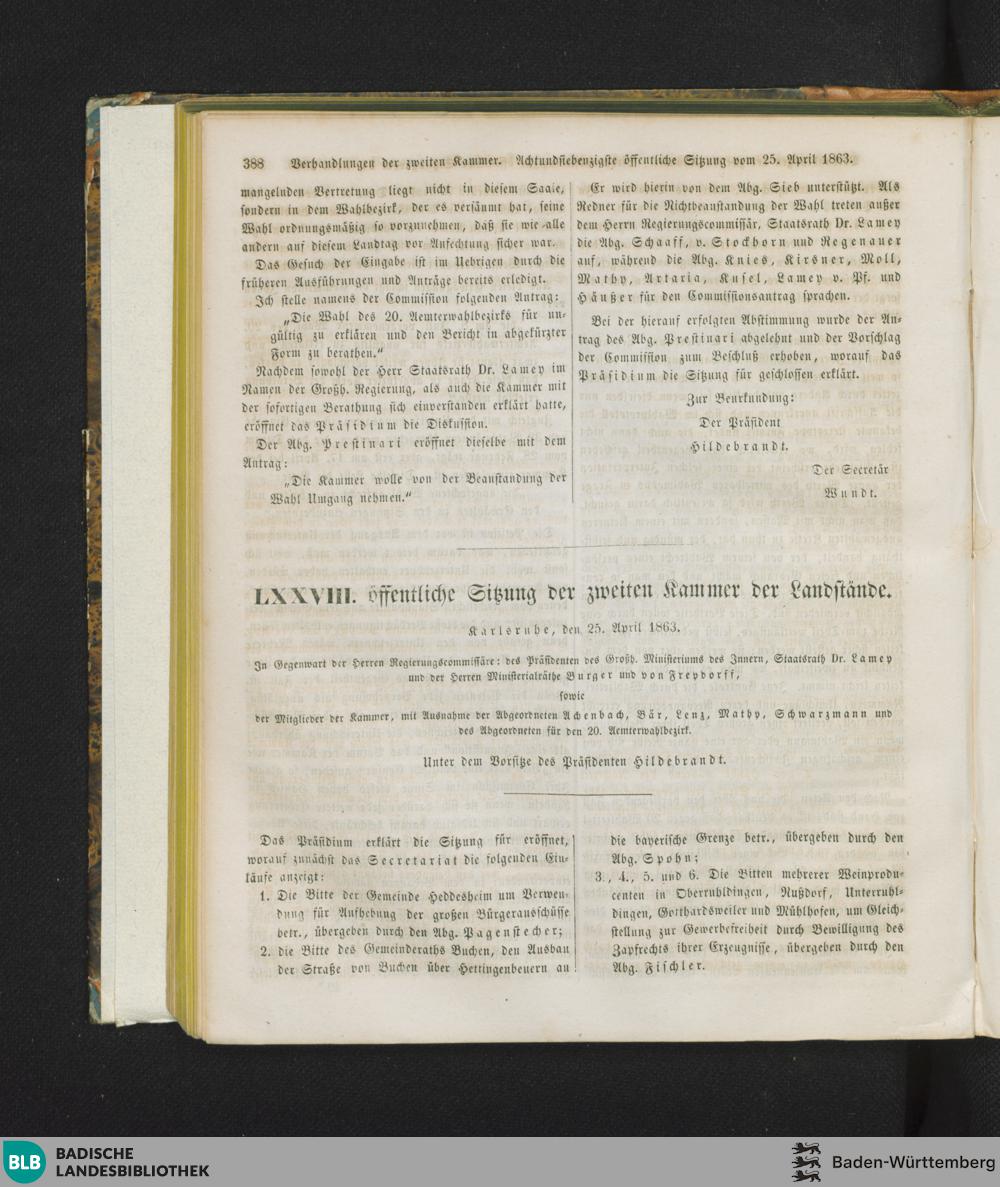 388 Verhandlungen der zweiten Kammer. Achtundsiebenzigste öffentliche Sitzung vom 25. April 1863.
mangelnden Vertretung liegt nicht in diesem Saale,
sondern in dem Wahlbezirk, der es versäumt hat, seine
Wahl ordnungsmäßig so vorzunehmen, daß sie wie alle
andern auf diesem Landtag vor Anfechtung sicher war.
Das Gesuch der Eingabe ist im Uebrigen durch die
früheren Ausführungen und Anträge bereits erledigt.
Ich stelle namens der Commission folgenden Antrag:
„Die Wahl des 20. Aemterwahlbezirks für un-
gültig zu erklären und den Bericht in abgekürzter
Form zu berathen.“
Nachdem sowohl der Herr Staatsrath Dr. Lamey im
Namen der Großh. Regierung, als auch die Kammer mit
der sofortigen Berathung sich einverstanden erklärt hatte,
eröffnet das Präsidium die Diskussion.
Der Abg. Prestinari eröffnet dieselbe mit dem
Antrag:
„Die Kammer wolle von der Beanstandung der
Wahl Umgang nehmen.“
Er wird hierin von dem Abg. Sieb unterstützt. Als
Redner für die Nichtbeanstandung der Wahl treten außer
dem Herrn Regierungscommissär, Staatsrath Dr. Lamey
die Abg. Schaaff, v. Stockhorn und Regenauer
auf, während die Abg. Knies, Kirsner, Moll,
Mathy, Artaria, Kusel, Lamey v. Pf. und
Häußer für den Commissionsantrag sprachen.
Bei der hierauf erfolgten Abstimmung wurde der An-
trag des Abg. Prestinari abgelehnt und der Vorschlag
der Commission zum Beschluß erhoben, worauf das
Präsidium die Sitzung für geschlossen erklärt.
Zur Beurkundung:
Der Präsident
Hildebrandt.
Der Secretär
Wundt.
LXXVIII. öffentliche Sitzung der zweiten Kammer der Landstände.
Karlsruhe, den 25. April 1863.
In Gegenwart der Herren Regierungscommissäre: des Präsidenten des Großh. Ministeriums des Innern, Staatsrath Dr. Lamey
und der Herren Ministerialräthe Burger und von Freydorff,
sowie
der Mitglieder der Kammer, mit Ausnahme der Abgeordneten Achenbach, Bär, Lenz, Mathy, Schwarzmann und
des Abgeordneten für den 20. Aemterwahlbezirk.
Unter dem Vorsitze des Präsidenten Hildebrandt.
Das Präsidium erklärt die Sitzung für eröffnet,
worauf zunächst das Secretariat die folgenden Ein-
läufe anzeigt:
1. Die Bitte der Gemeinde Heddesheim um Verwen-
dung für Aufhebung der großen Bürgerausschüsse
betr., übergeben durch den Abg. Pagenstecher;
2. die Bitte des Gemeinderaths Buchen, den Ausbau
der Straße von Buchen über Hettingenbeuern an
die bayerische Grenze betr., übergeben durch den
Abg. Spohn;
3., 4., 5. und 6. Die Bitten mehrerer Weinprodu-
centen in Oberruhldingen, Nußdorf, Unterruhl-
dingen, Gotthardsweiler und Mühlhofen, um Gleich-
stellung zur Gewerbefreiheit durch Bewilligung des
Zapfrechts ihrer Erzeugnisse, übergeben durch den
Abg. Fischler.
BLB BADISCHE
LANDESBIBLIOTHEK
Baden-Württemberg